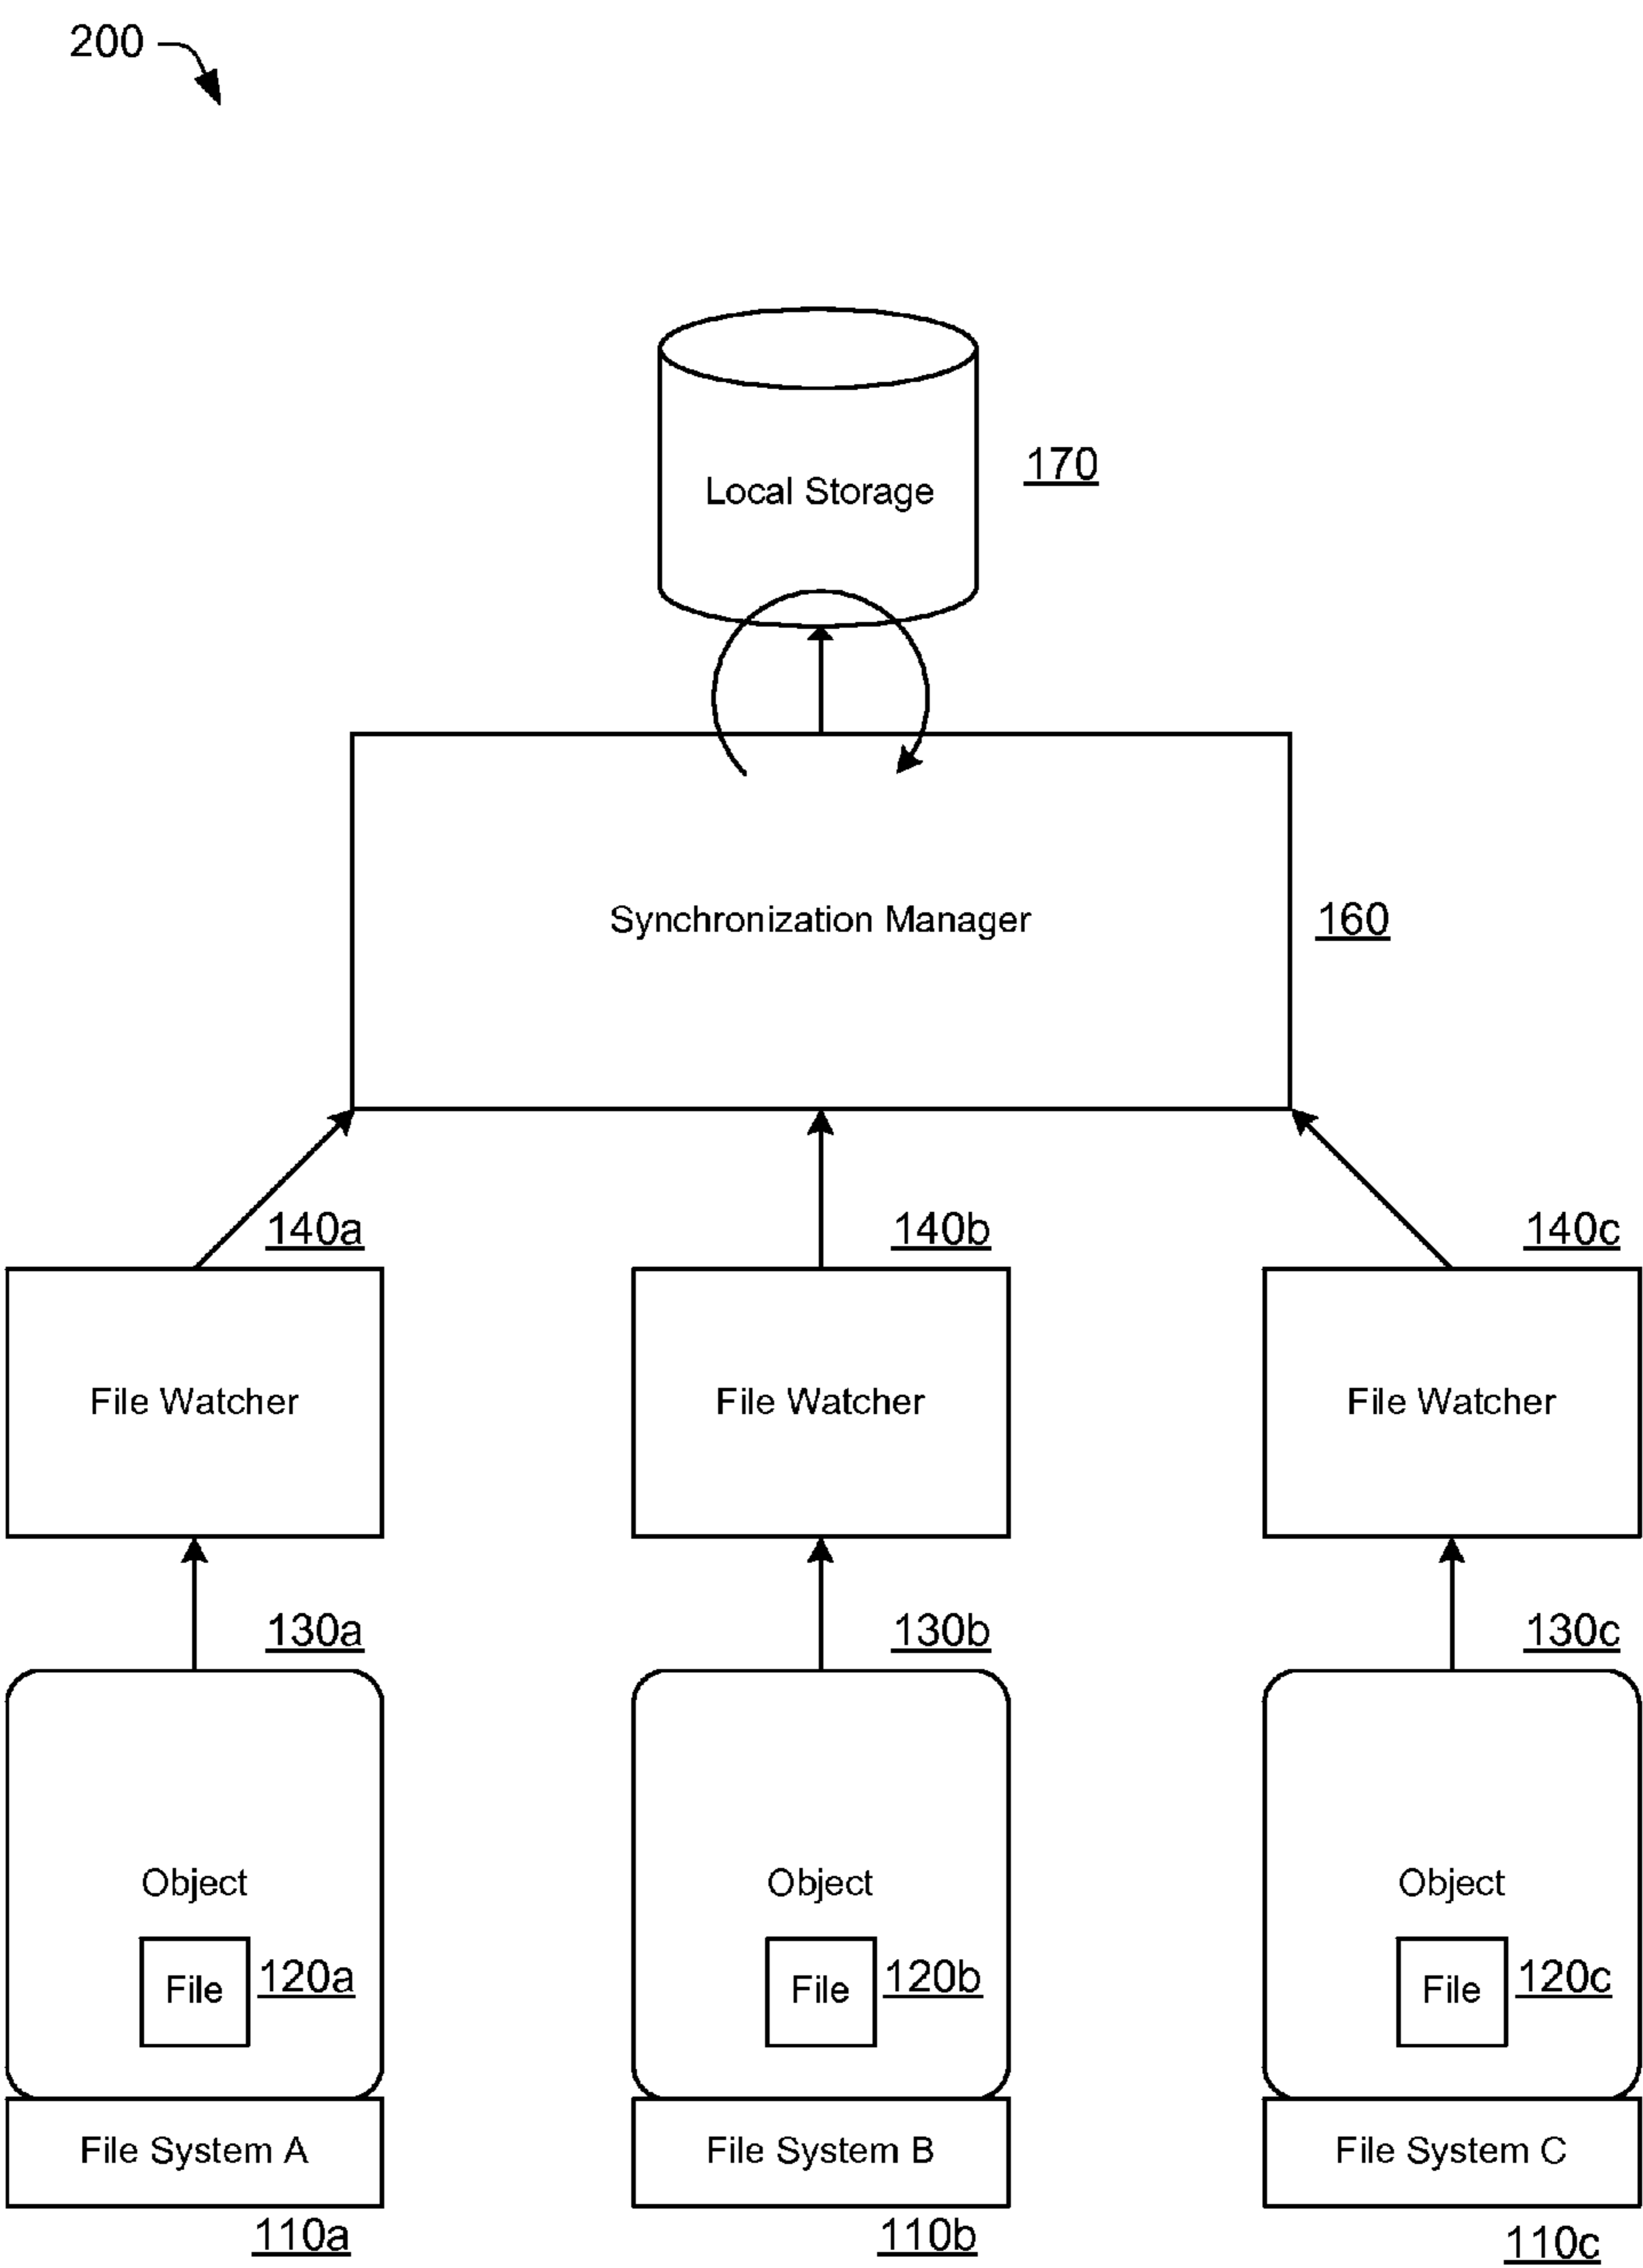 200
Local Storage
170
Synchronization Manager
160
140a
140b
140c
File Watcher
File Watcher
File Watcher
130a
130b
130c
Object
Object
Object
File
120a
File
120b
File
120c
File System A
File System B
File System C
110a
110b
110c